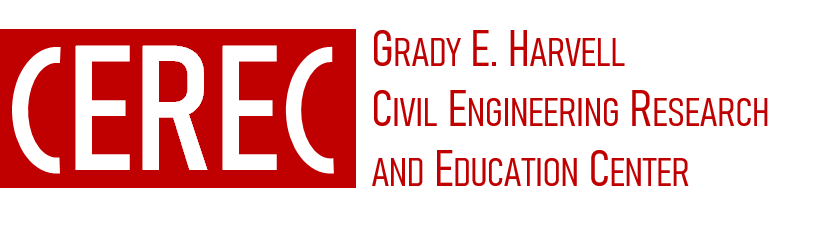 CEREC
GRADY E. HARVELL
CIVIL ENGINEERING RESEARCH
AND EDUCATION CENTER